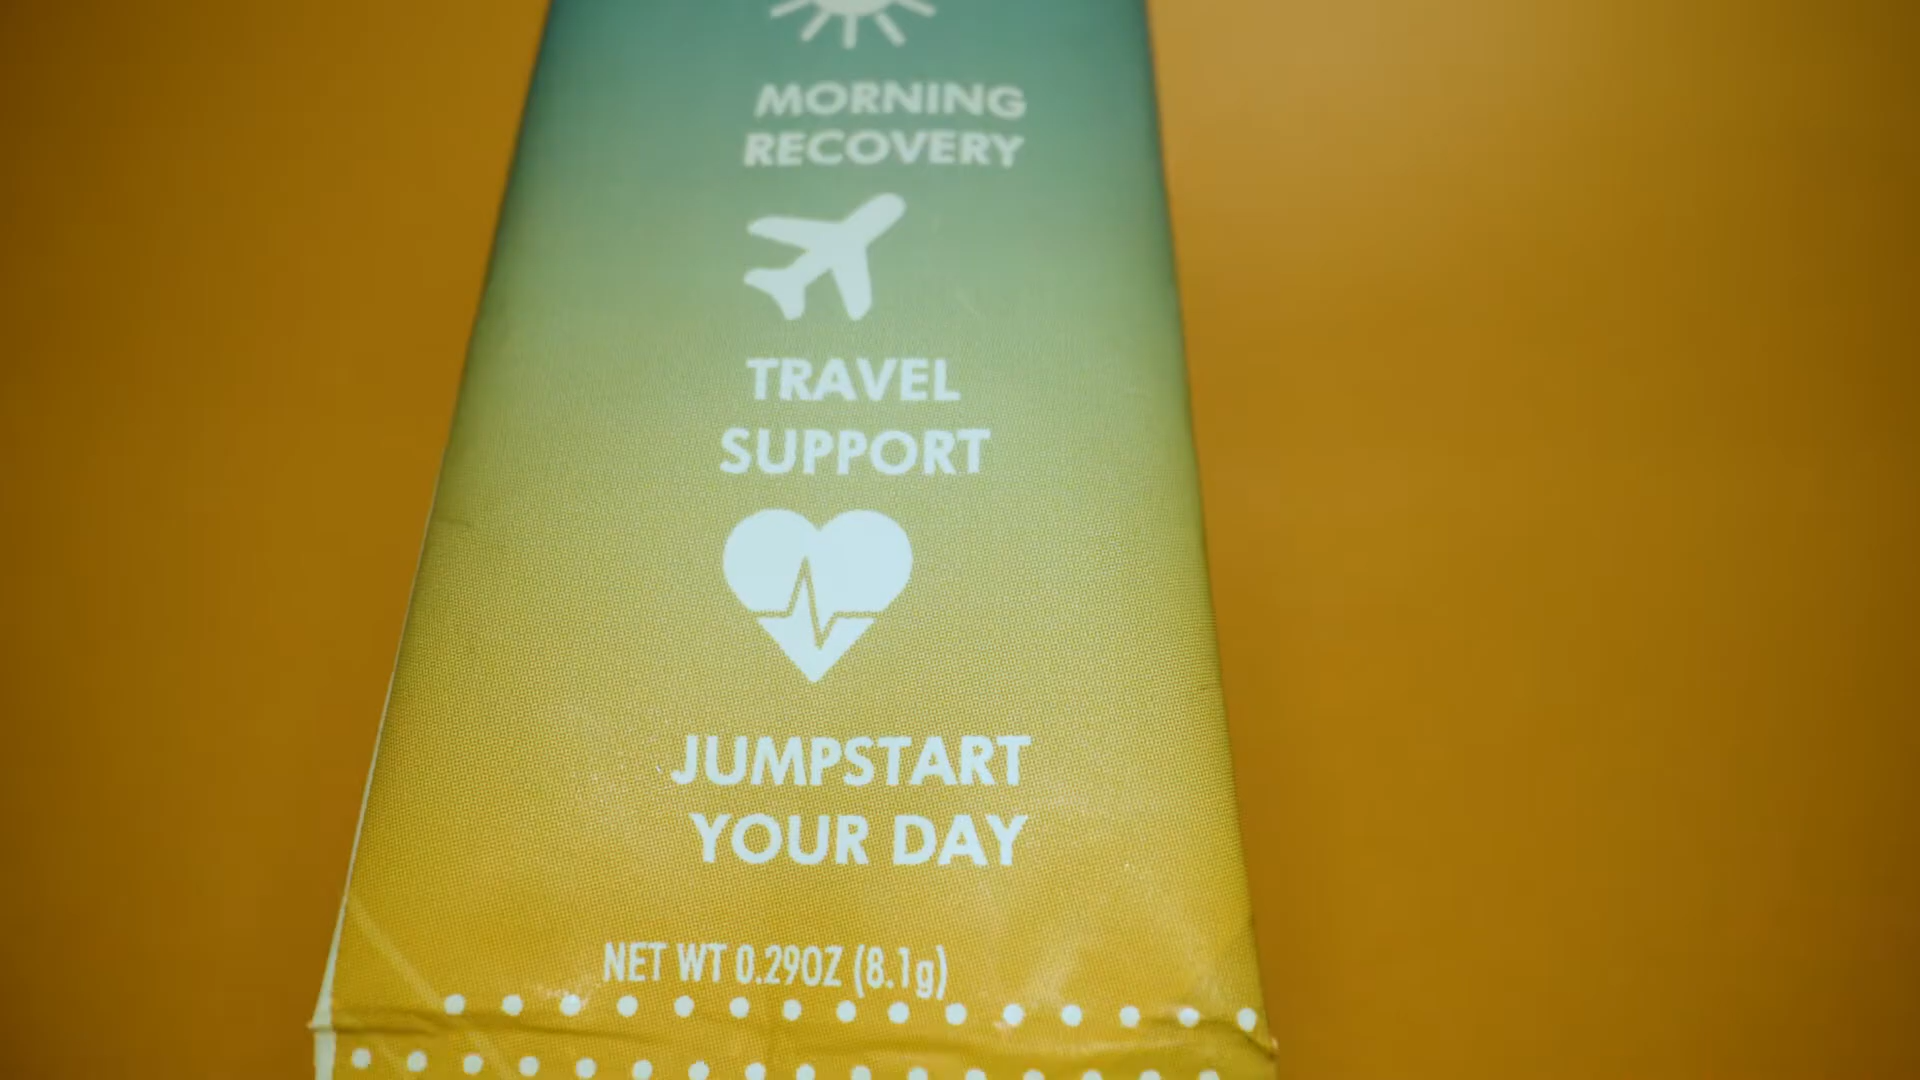 MORNING
RECOVERY
TRAVEL
SUPPORT
JUMPSTART
YOUR DAY
NET WT 0.29OZ (8.1g)